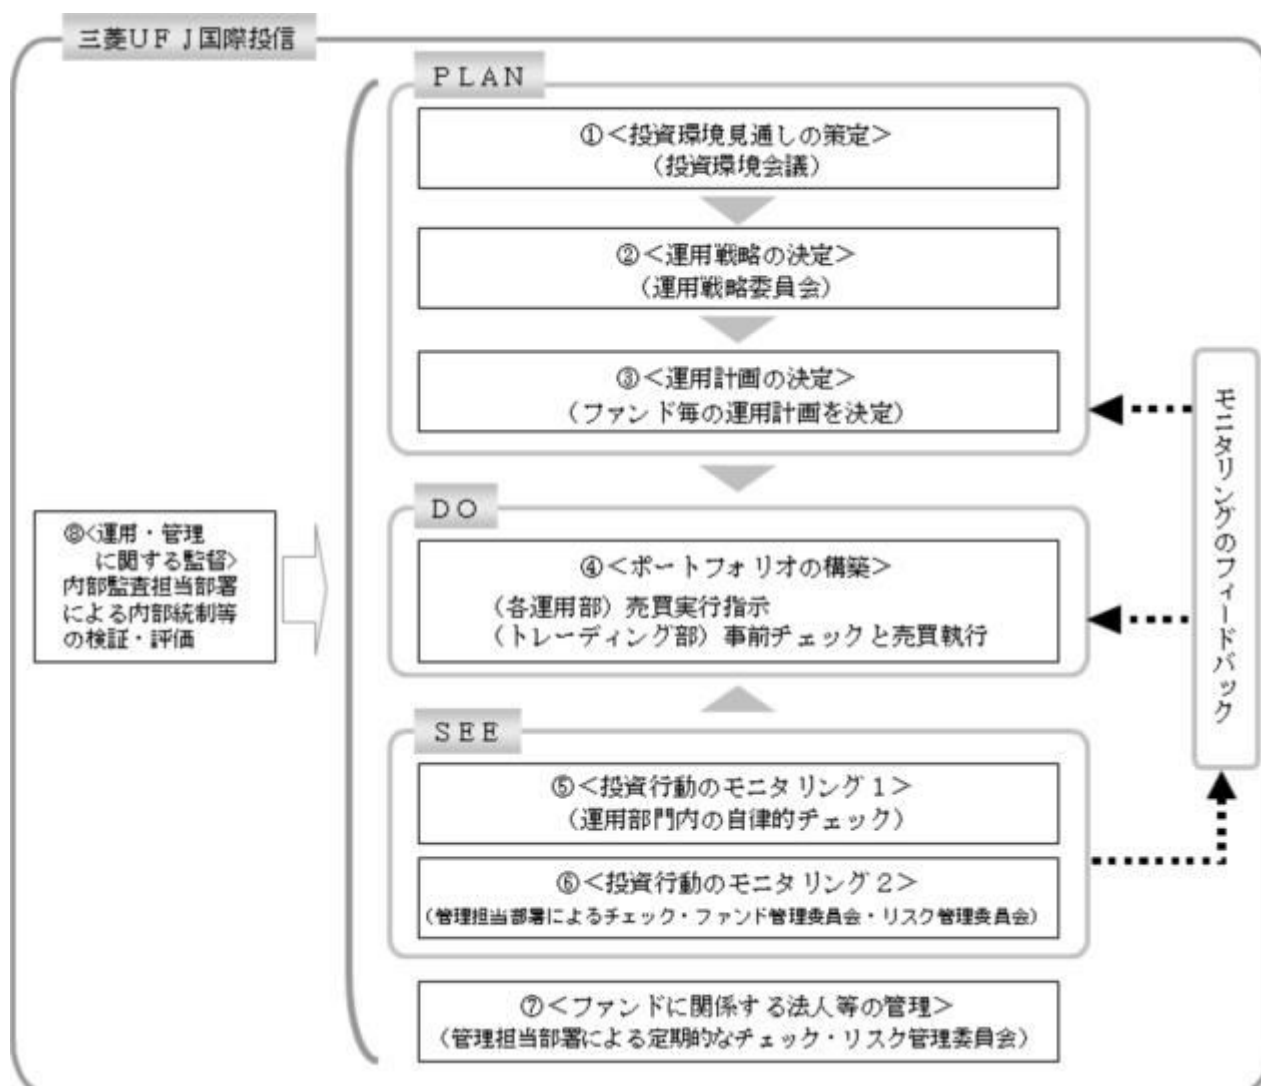 三菱UFJ国際投信
PLAN
①＜投資環境見通しの策定＞
（投資環境会議）
②＜運用戦略の決定＞
（運用戦略委員会）
③＜運用計画の決定＞
（ファンド毎の運用計画を決定）
DO
④＜ポートフォリオの構築＞
（各運用部）売買実行指示
（トレーディング部）事前チェックと売買執行
SEE
⑤＜投資行動のモニタリング1＞
（運用部門内の自律的チェック）
⑥＜投資行動のモニタリング2＞
（管理担当部署によるチェック・ファンド管理委員会・リスク管理委員会）
⑦＜ファンドに関係する法人等の管理＞
（管理担当部署による定期的なチェック・リスク管理委員会）
⑧＜運用・管理
に関する監督＞
内部監査担当部署
による内部統制等
の検証・評価
モニタリングのフィードバック